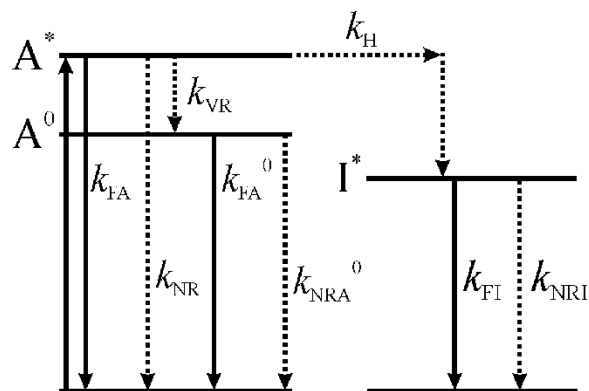 A*
k_H
k_VR
A^0
k_FA
k_FA^0
I*
k_NR
k_NRA^0
k_FI
k_NRI